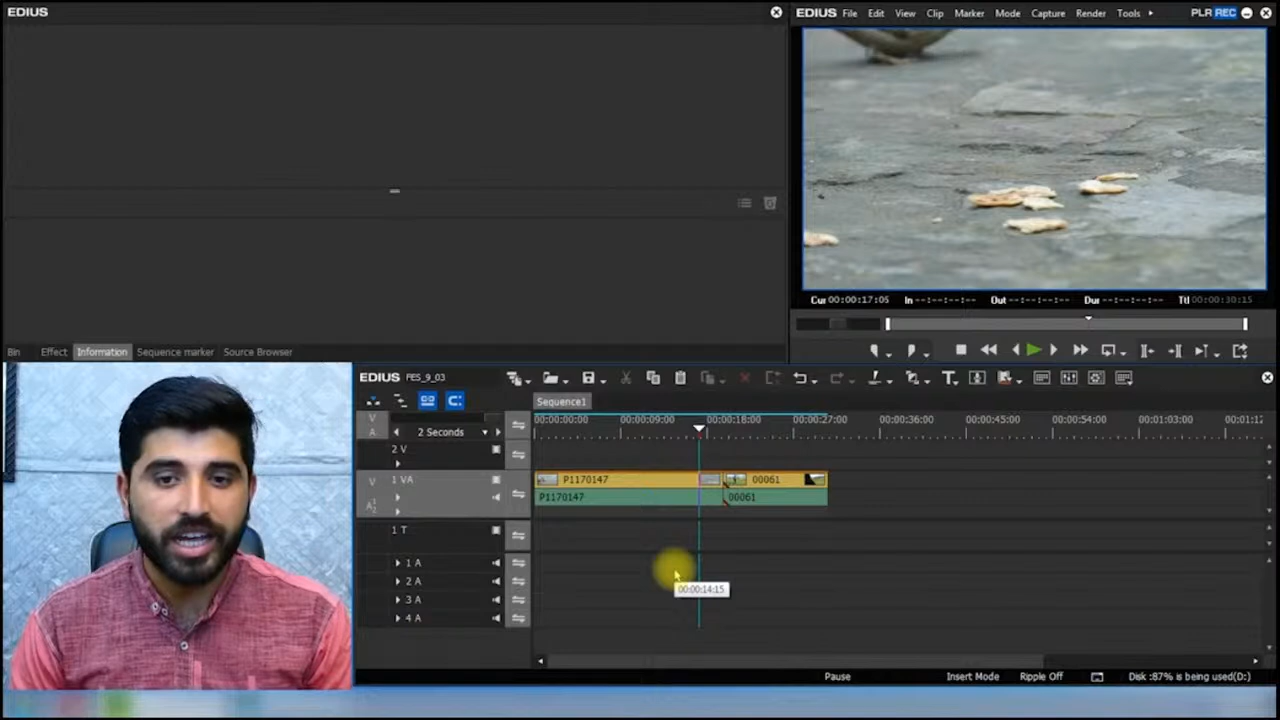 EDIUS
EDIUS File Edit View Clip Marker Mode Capture Render Tools PLR REC
Cur 00:00:17:05 In --:--:--:-- Out --:--:--:-- Dur --:--:--:-- Ttl 00:00:30:15
Bin Effect Information Sequence marker Source Browser
EDIUS FES_9_03
Sequence1
V
A
2 Seconds
00:00:00:00 00:00:09:00 00:00:18:00 00:00:27:00 00:00:36:00 00:00:45:00 00:00:54:00 00:01:03:00 00:01:12
2 V
V
1 VA
P1170147 00061
A12
P1170147 00061
1 T
1 A
2 A
00:00:14:15
3 A
4 A
Pause Insert Mode Ripple Off Disk :87% is being used(D:)